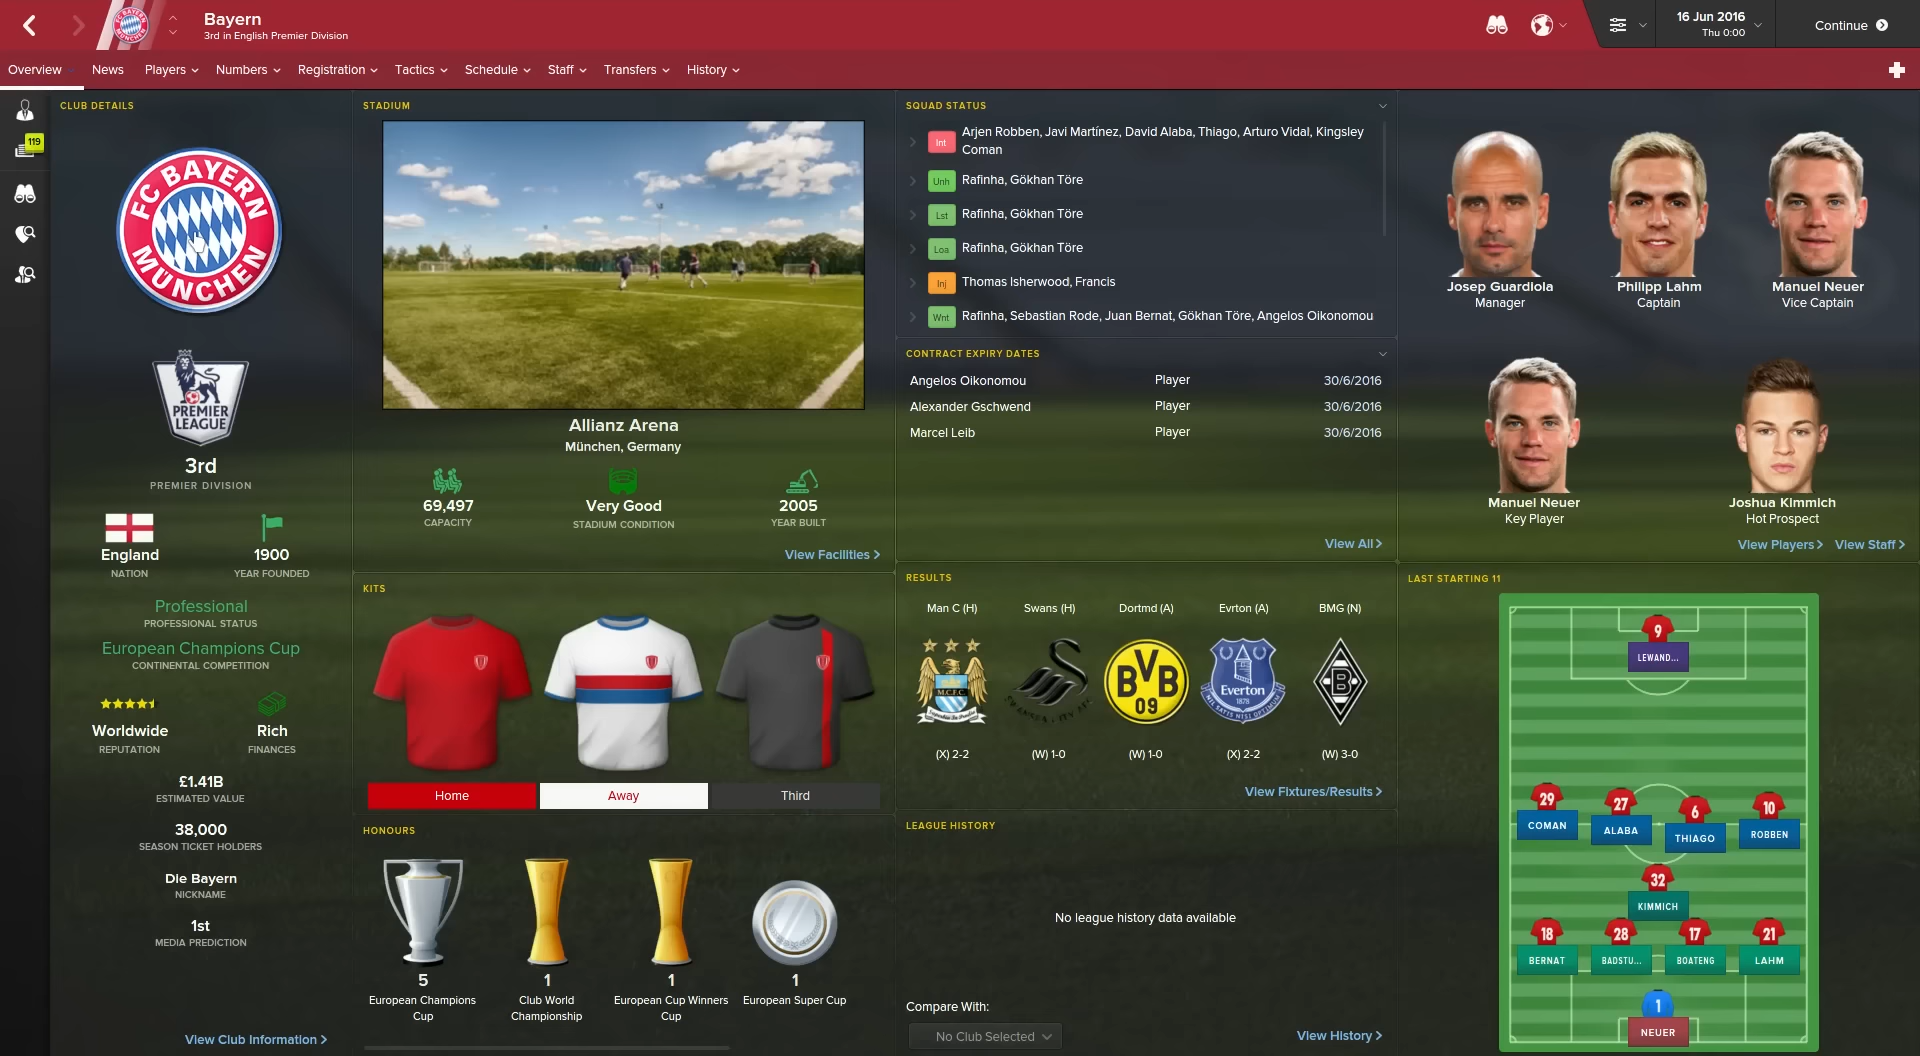 Bayern
3rd in English Premier Division
16 Jun 2016
Thu 0:00
Continue
Overview
News
Players
Numbers
Registration
Tactics
Schedule
Staff
Transfers
History
119
CLUB DETAILS
FC BAYERN
MÜNCHEN
PREMIER
LEAGUE
3rd
PREMIER DIVISION
England
NATION
1900
YEAR FOUNDED
Professional
PROFESSIONAL STATUS
European Champions Cup
CONTINENTAL COMPETITION
Worldwide
REPUTATION
Rich
FINANCES
£1.41B
ESTIMATED VALUE
38,000
SEASON TICKET HOLDERS
Die Bayern
NICKNAME
1st
MEDIA PREDICTION
View Club Information
STADIUM
Allianz Arena
München, Germany
69,497
CAPACITY
Very Good
STADIUM CONDITION
2005
YEAR BUILT
View Facilities
KITS
Home
Away
Third
HONOURS
5
European Champions
Cup
1
Club World
Championship
1
European Cup Winners
Cup
1
European Super Cup
SQUAD STATUS
Int
Arjen Robben, Javi Martínez, David Alaba, Thiago, Arturo Vidal, Kingsley
Coman
Unh
Rafinha, Gökhan Töre
Lst
Rafinha, Gökhan Töre
Loa
Rafinha, Gökhan Töre
Inj
Thomas Isherwood, Francis
Wnt
Rafinha, Sebastian Rode, Juan Bernat, Gökhan Töre, Angelos Oikonomou
CONTRACT EXPIRY DATES
Angelos Oikonomou Player 30/6/2016
Alexander Gschwend Player 30/6/2016
Marcel Leib Player 30/6/2016
View All
RESULTS
Man C (H)
Swans (H)
Dortmd (A)
Evrton (A)
BMG (N)
M.C.F.C
BVB
09
Everton
1878
B
(X) 2-2
(W) 1-0
(W) 1-0
(X) 2-2
(W) 3-0
View Fixtures/Results
LEAGUE HISTORY
No league history data available
Compare With:
No Club Selected
View History
Josep Guardiola
Manager
Philipp Lahm
Captain
Manuel Neuer
Vice Captain
Manuel Neuer
Key Player
Joshua Kimmich
Hot Prospect
View Players
View Staff
LAST STARTING 11
9
LEWAND...
29
COMAN
27
ALABA
6
THIAGO
10
ROBBEN
32
KIMMICH
18
BERNAT
28
BADSTU...
17
BOATENG
21
LAHM
1
NEUER